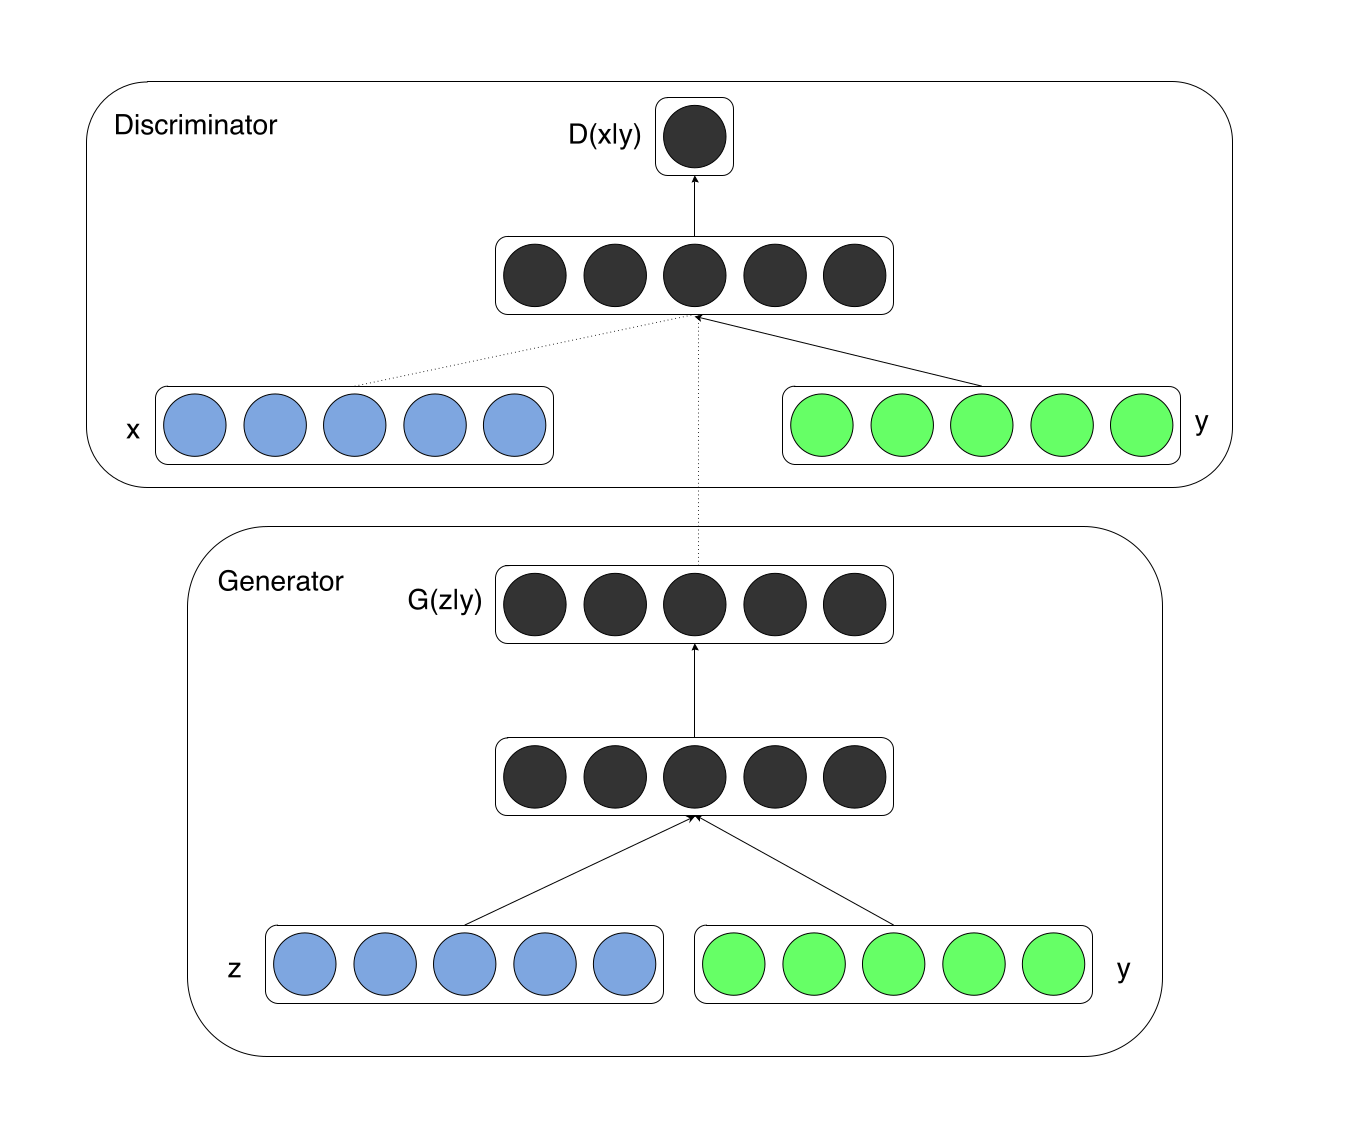 Discriminator
D(x|y)
x
y
Generator
G(z|y)
z
y